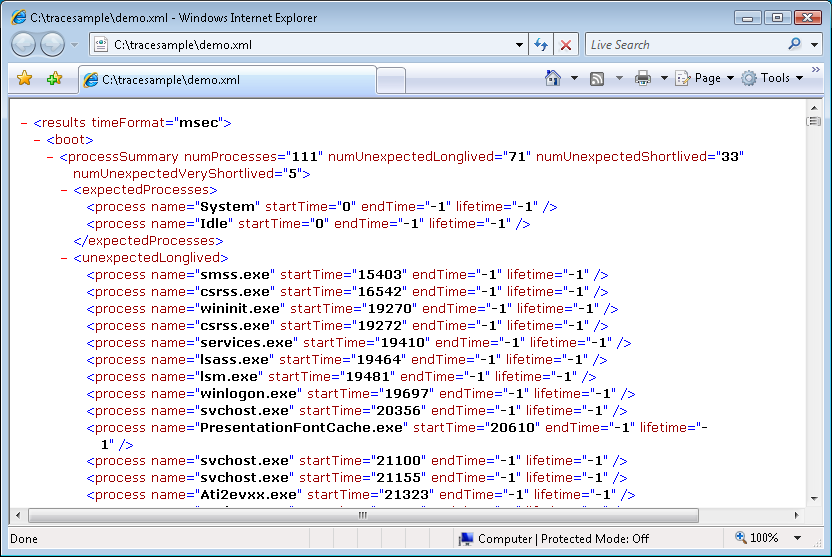 C:\tracesample\demo.xml - Windows Internet Explorer
C:\tracesample\demo.xml
Live Search
C:\tracesample\demo.xml
Page
Tools
- <results timeFormat="msec">
- <boot>
- <processSummary numProcesses="111" numUnexpectedLonglived="71" numUnexpectedShortlived="33"
numUnexpectedVeryShortlived="5">
- <expectedProcesses>
<process name="System" startTime="0" endTime="-1" lifetime="-1" />
<process name="Idle" startTime="0" endTime="-1" lifetime="-1" />
</expectedProcesses>
- <unexpectedLonglived>
<process name="smss.exe" startTime="15403" endTime="-1" lifetime="-1" />
<process name="csrss.exe" startTime="16542" endTime="-1" lifetime="-1" />
<process name="wininit.exe" startTime="19270" endTime="-1" lifetime="-1" />
<process name="csrss.exe" startTime="19272" endTime="-1" lifetime="-1" />
<process name="services.exe" startTime="19410" endTime="-1" lifetime="-1" />
<process name="lsass.exe" startTime="19464" endTime="-1" lifetime="-1" />
<process name="lsm.exe" startTime="19481" endTime="-1" lifetime="-1" />
<process name="winlogon.exe" startTime="19697" endTime="-1" lifetime="-1" />
<process name="svchost.exe" startTime="20356" endTime="-1" lifetime="-1" />
<process name="PresentationFontCache.exe" startTime="20610" endTime="-1" lifetime="-
1" />
<process name="svchost.exe" startTime="21100" endTime="-1" lifetime="-1" />
<process name="svchost.exe" startTime="21155" endTime="-1" lifetime="-1" />
<process name="Ati2evxx.exe" startTime="21323" endTime="-1" lifetime="-1" />
Done
Computer | Protected Mode: Off
100%